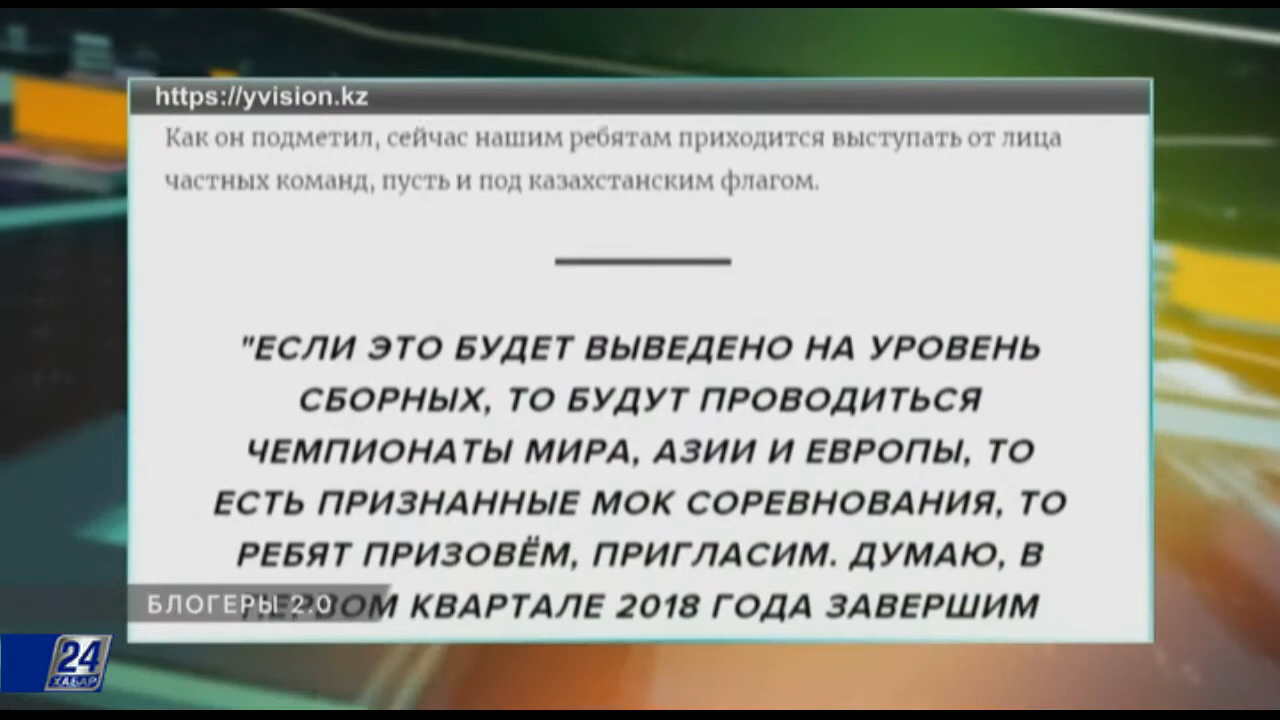 https://yvision.kz
Как он подметил, сейчас нашим ребятам приходится выступать от лица
частных команд, пусть и под казахстанским флагом.
"ЕСЛИ ЭТО БУДЕТ ВЫВЕДЕНО НА УРОВЕНЬ
СБОРНЫХ, ТО БУДУТ ПРОВОДИТЬСЯ
ЧЕМПИОНАТЫ МИРА, АЗИИ И ЕВРОПЫ, ТО
ЕСТЬ ПРИЗНАННЫЕ МОК СОРЕВНОВАНИЯ, ТО
РЕБЯТ ПРИЗОВЁМ, ПРИГЛАСИМ. ДУМАЮ, В
ПЕРВОМ КВАРТАЛЕ 2018 ГОДА ЗАВЕРШИМ
БЛОГЕРЫ 2.0
24
ХАБАР